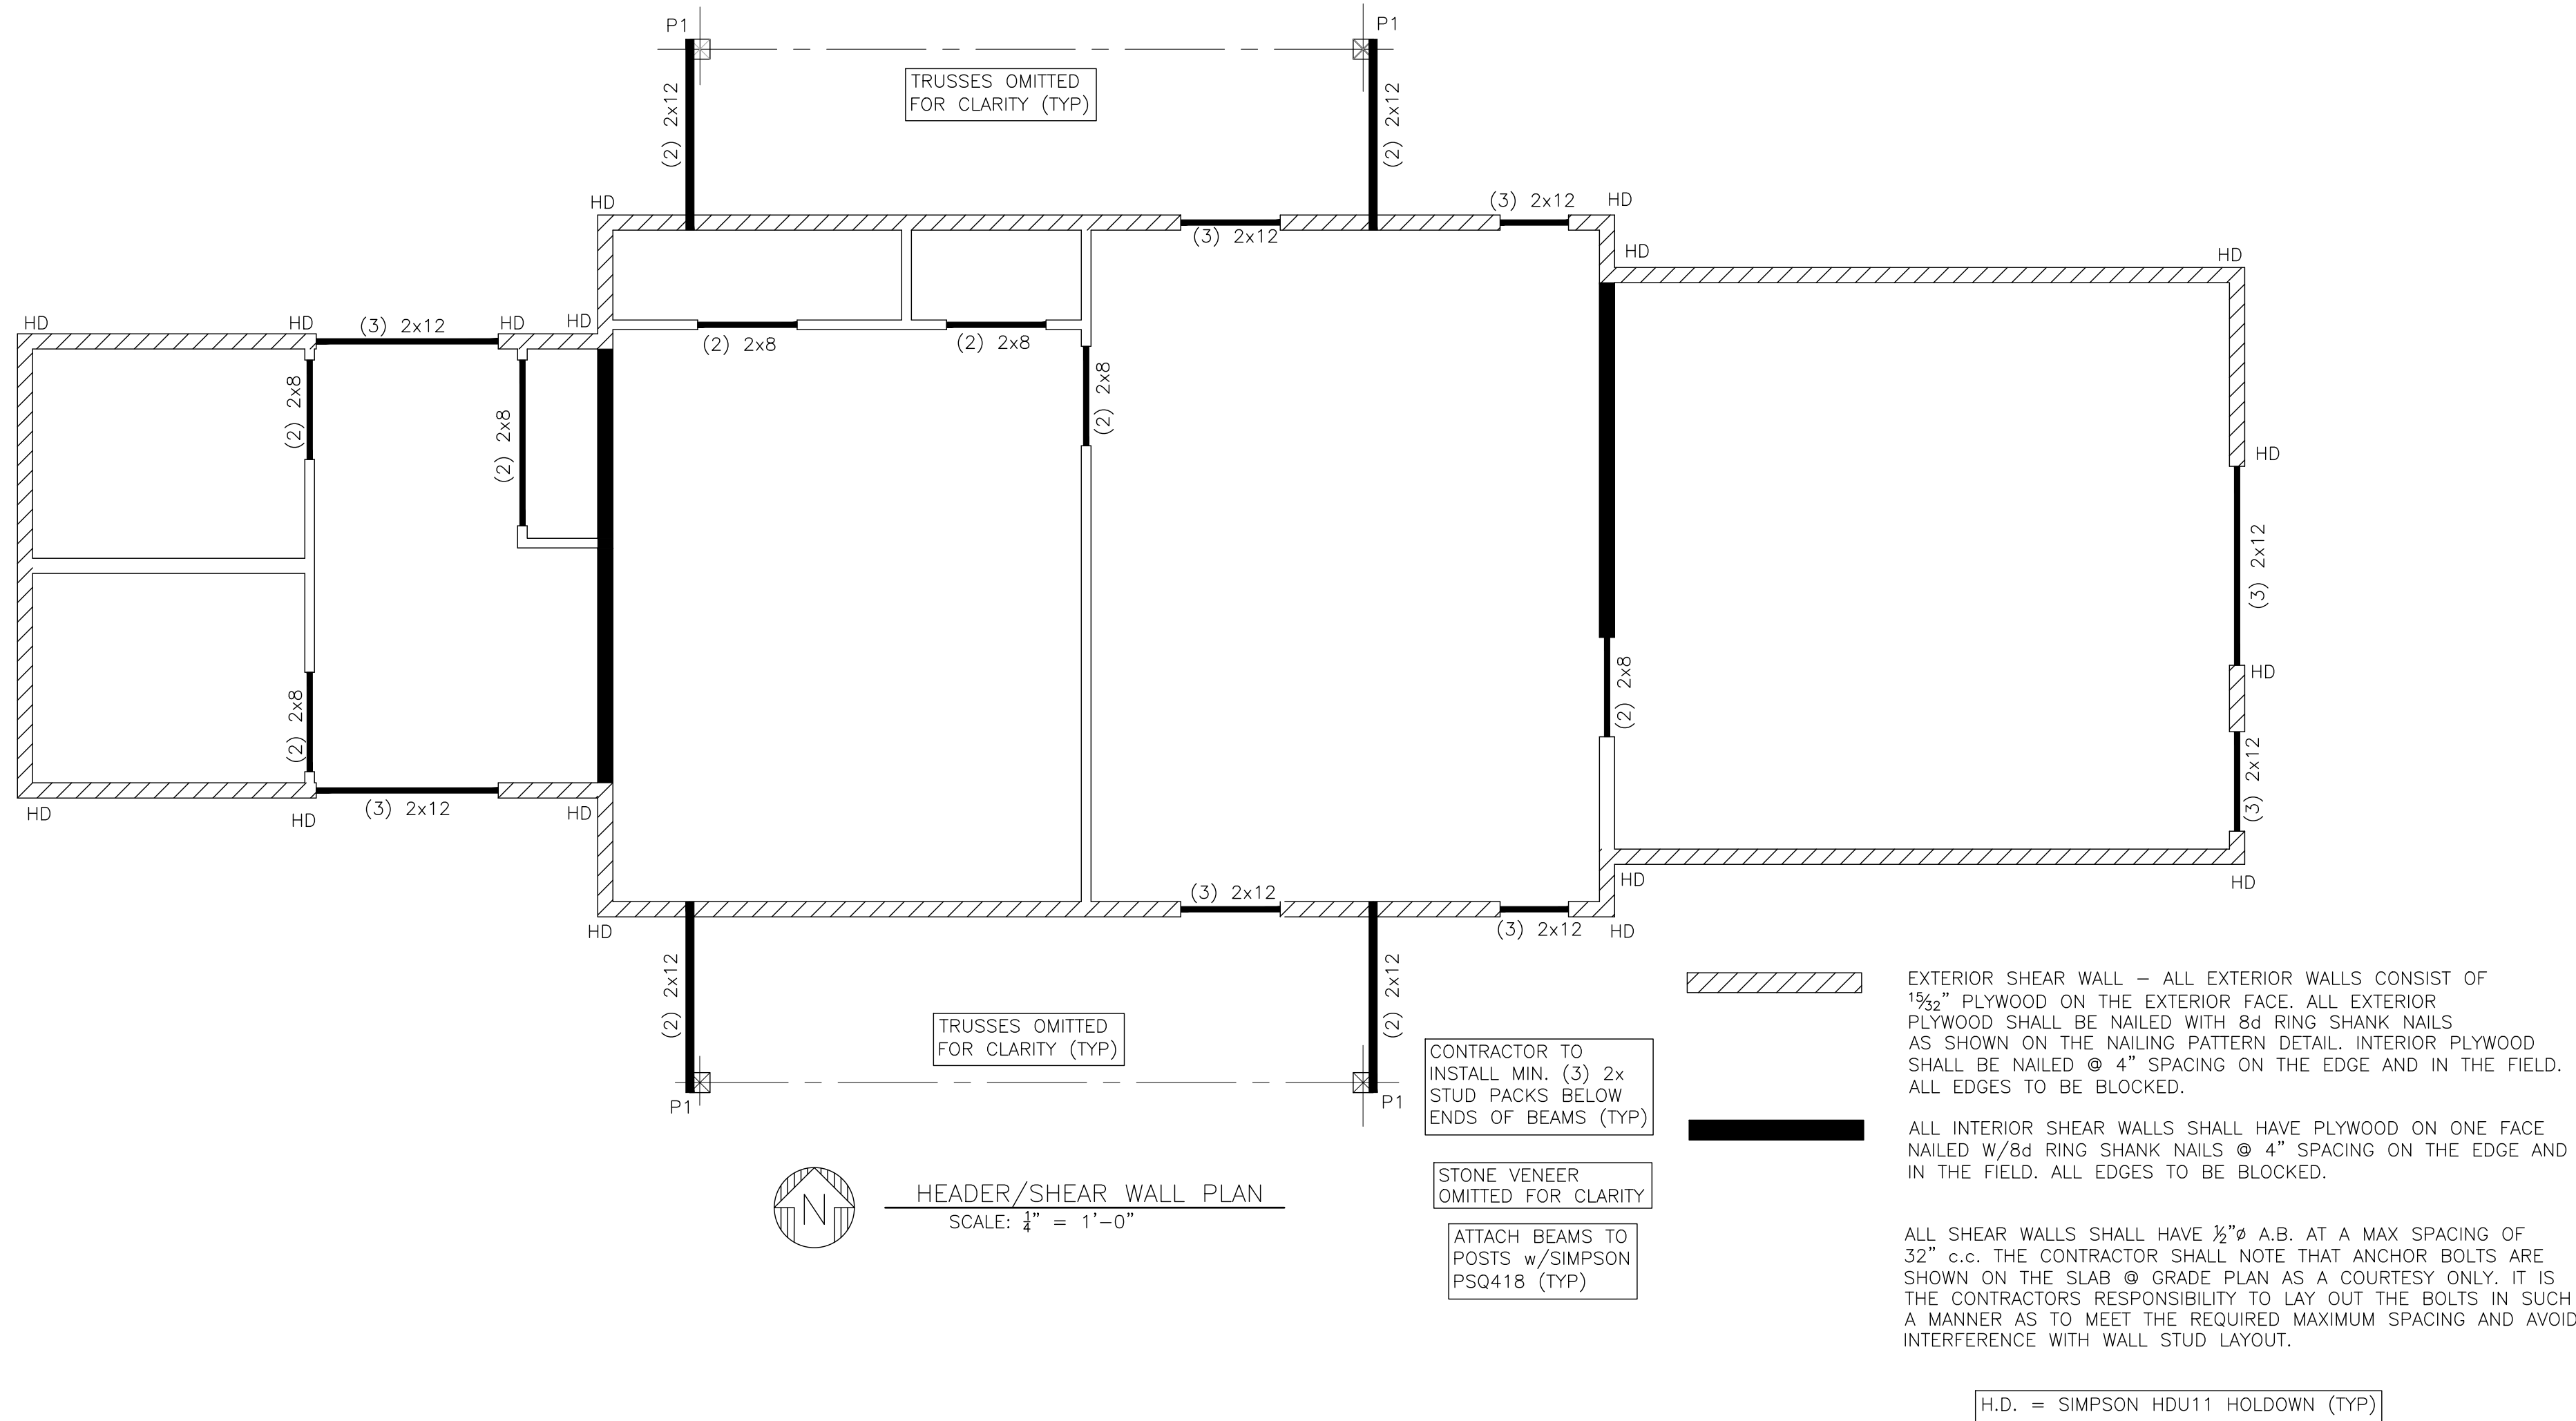 P1
P1
TRUSSES OMITTED
FOR CLARITY (TYP)
(2) 2x12
(2) 2x12
HD
(3) 2x12
HD
(3) 2x12
HD
HD
HD
HD
(3) 2x12
HD
HD
(2) 2x8
(2) 2x8
(2) 2x8
(2) 2x8
(2) 2x8
HD
(3) 2x12
(2) 2x8
HD
(2) 2x8
(3) 2x12
HD
HD
(3) 2x12
HD
(3) 2x12
HD
HD
HD
(3) 2x12
HD
(2) 2x12
(2) 2x12
TRUSSES OMITTED
FOR CLARITY (TYP)
P1
P1
CONTRACTOR TO
INSTALL MIN. (3) 2x
STUD PACKS BELOW
ENDS OF BEAMS (TYP)
STONE VENEER
OMITTED FOR CLARITY
ATTACH BEAMS TO
POSTS w/SIMPSON
PSQ418 (TYP)
N
HEADER/SHEAR WALL PLAN
SCALE: ¼" = 1'-0"
EXTERIOR SHEAR WALL – ALL EXTERIOR WALLS CONSIST OF
15/32" PLYWOOD ON THE EXTERIOR FACE. ALL EXTERIOR
PLYWOOD SHALL BE NAILED WITH 8d RING SHANK NAILS
AS SHOWN ON THE NAILING PATTERN DETAIL. INTERIOR PLYWOOD
SHALL BE NAILED @ 4" SPACING ON THE EDGE AND IN THE FIELD.
ALL EDGES TO BE BLOCKED.
ALL INTERIOR SHEAR WALLS SHALL HAVE PLYWOOD ON ONE FACE
NAILED W/8d RING SHANK NAILS @ 4" SPACING ON THE EDGE AND
IN THE FIELD. ALL EDGES TO BE BLOCKED.
ALL SHEAR WALLS SHALL HAVE ½"ø A.B. AT A MAX SPACING OF
32" c.c. THE CONTRACTOR SHALL NOTE THAT ANCHOR BOLTS ARE
SHOWN ON THE SLAB @ GRADE PLAN AS A COURTESY ONLY. IT IS
THE CONTRACTORS RESPONSIBILITY TO LAY OUT THE BOLTS IN SUCH
A MANNER AS TO MEET THE REQUIRED MAXIMUM SPACING AND AVOID
INTERFERENCE WITH WALL STUD LAYOUT.
H.D. = SIMPSON HDU11 HOLDOWN (TYP)